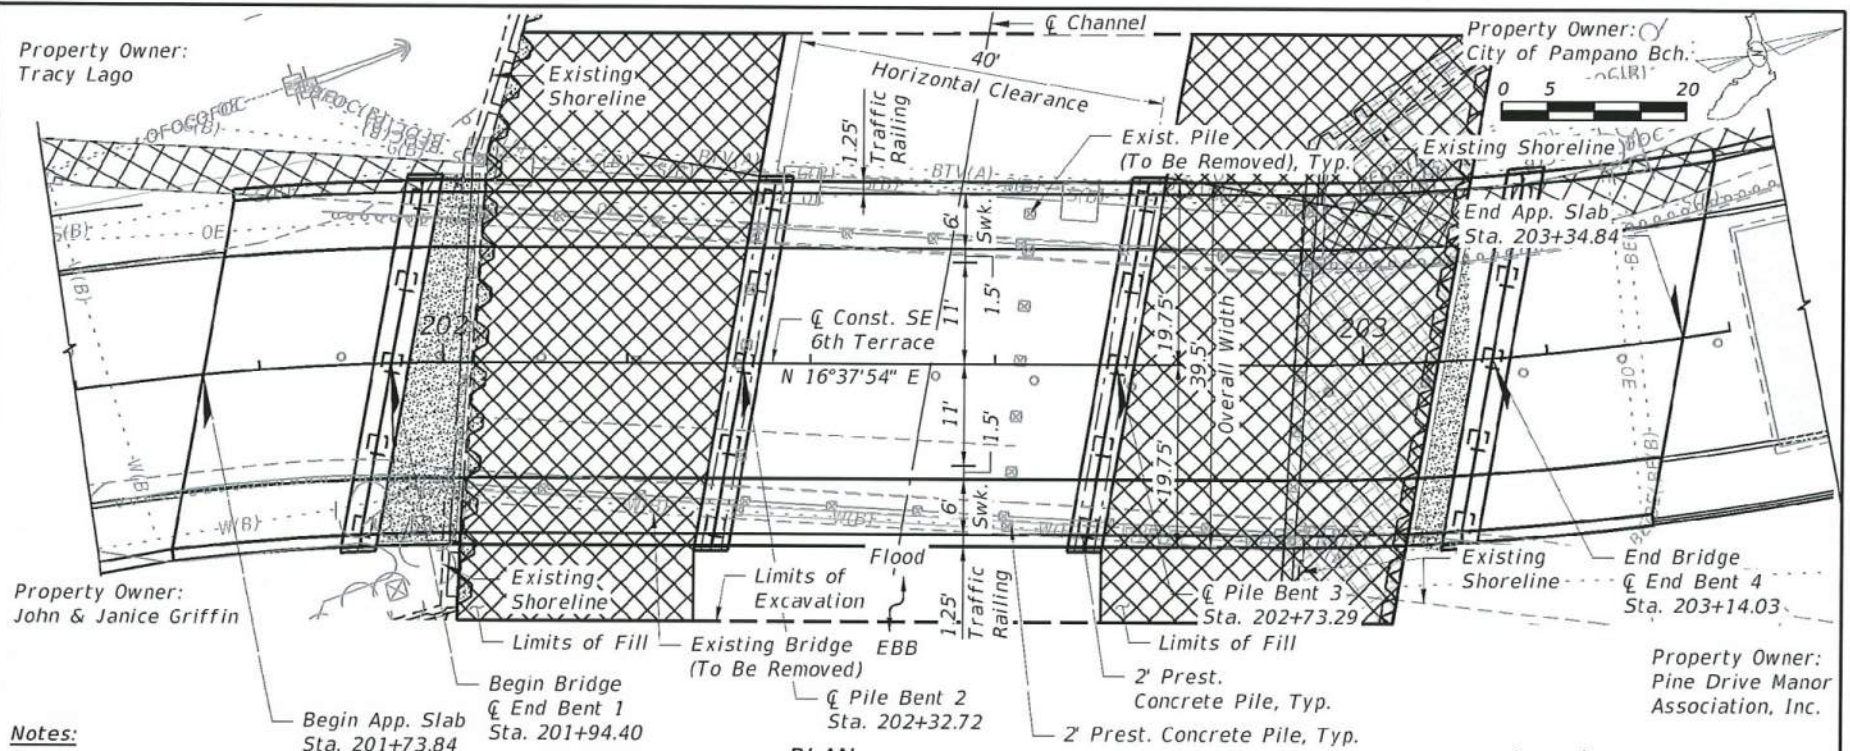 Property Owner:
Tracy Lago
Existing
Shoreline
℄ Channel
40'
Horizontal Clearance
Property Owner:
City of Pampano Bch.
0 5 10 20
1.25'
Traffic
Railing
Exist. Pile
(To Be Removed), Typ.
Existing Shoreline
BTV(A)
BTV(A)
S(B)
OE
W(B)
End App. Slab
Sta. 203+34.84
6'
Swk.
11'
1.5'
202
℄ Const. SE
6th Terrace
N 16°37'54" E
19.75'
39.5'
Overall Width
203
11'
1.5'
19.75'
6'
Swk.
W(B)
W(B)
W(B)
Flood
EBB
1.25'
Traffic
Railing
Property Owner:
John & Janice Griffin
Existing
Shoreline
Limits of
Excavation
℄ Pile Bent 3
Sta. 202+73.29
Existing
Shoreline
End Bridge
℄ End Bent 4
Sta. 203+14.03
Limits of Fill
Existing Bridge
(To Be Removed)
Limits of Fill
Begin Bridge
℄ End Bent 1
Sta. 201+94.40
℄ Pile Bent 2
Sta. 202+32.72
2' Prest.
Concrete Pile, Typ.
Property Owner:
Pine Drive Manor
Association, Inc.
Begin App. Slab
Sta. 201+73.84
2' Prest. Concrete Pile, Typ.
Notes:
PLAN